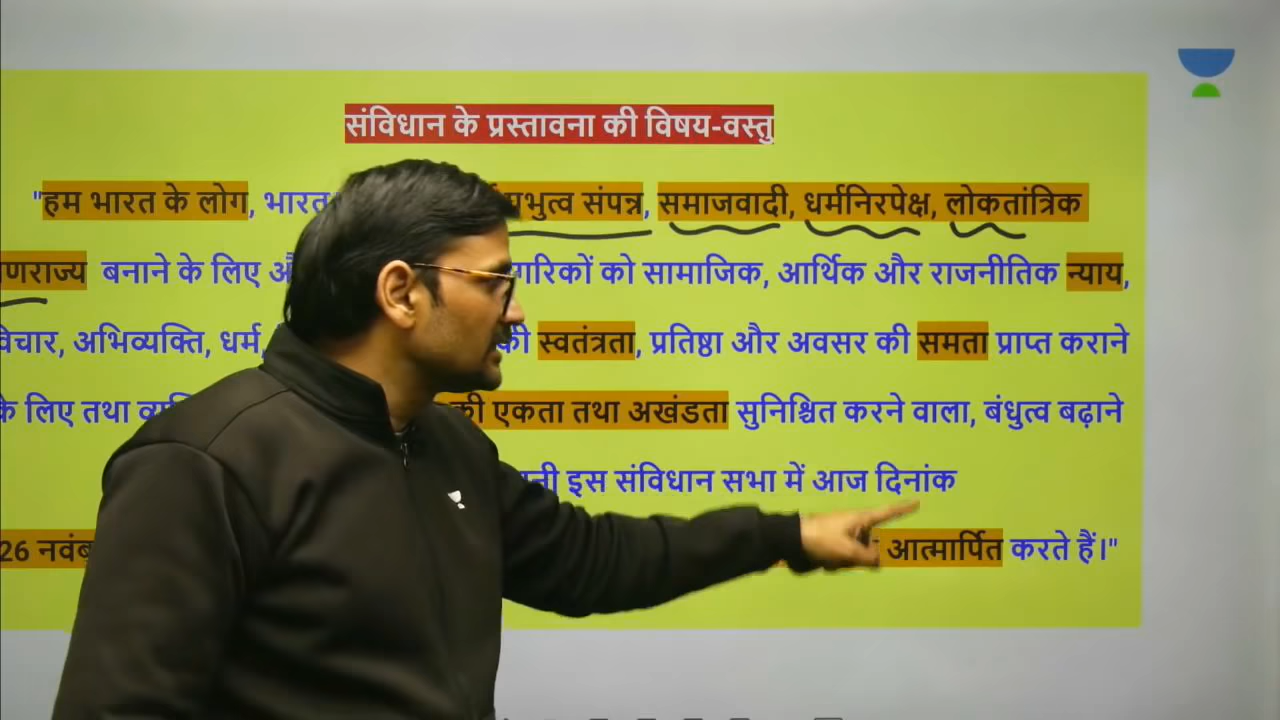 संविधान के प्रस्तावना की विषय-वस्तु
"हम भारत के लोग, भारत प्रभुत्व संपन्न, समाजवादी, धर्मनिरपेक्ष, लोकतांत्रिक
बनाने के लिए को सामाजिक, आर्थिक और राजनीतिक न्याय,
अभिव्यक्ति, धर्म, की स्वतंत्रता, प्रतिष्ठा और अवसर की समता प्राप्त कराने
के लिए तथा की एकता तथा अखंडता सुनिश्चित करने वाला, बंधुत्व बढ़ाने
इस संविधान सभा में आज दिनांक
26 आत्मार्पित करते हैं।"